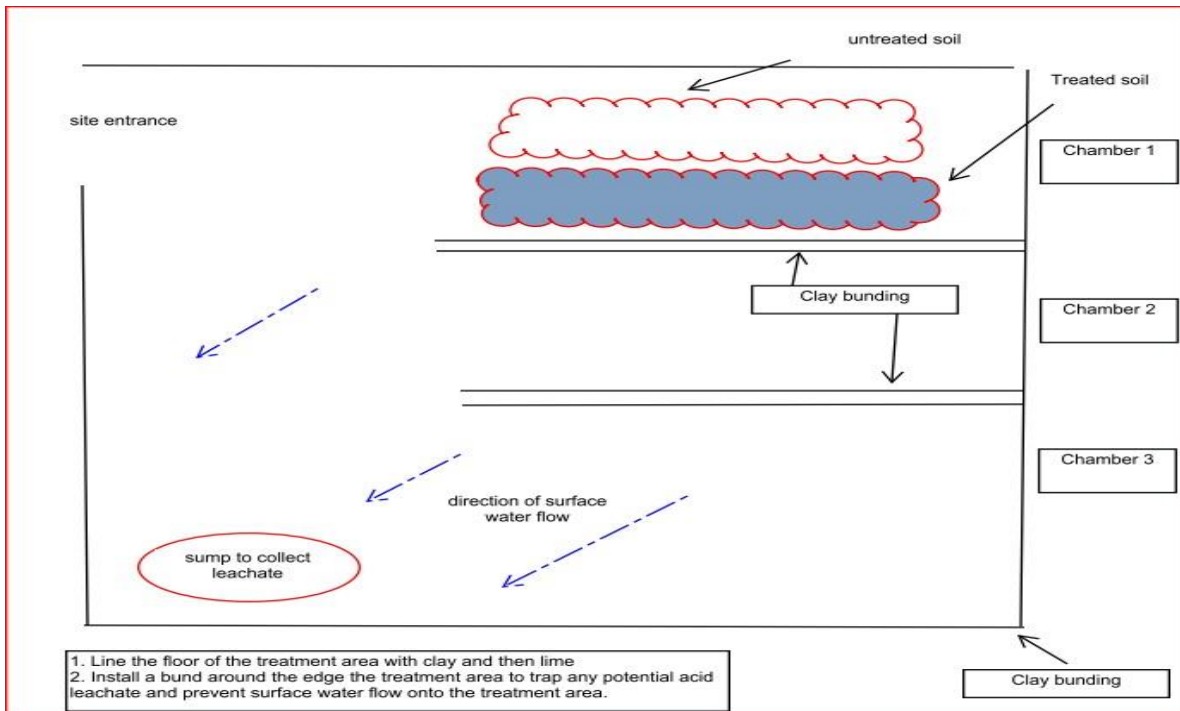 untreated soil
Treated soil
site entrance
Chamber 1
Clay bunding
Chamber 2
Chamber 3
direction of surface
water flow
sump to collect
leachate
1. Line the floor of the treatment area with clay and then lime
2. Install a bund around the edge the treatment area to trap any potential acid
leachate and prevent surface water flow onto the treatment area.
Clay bunding